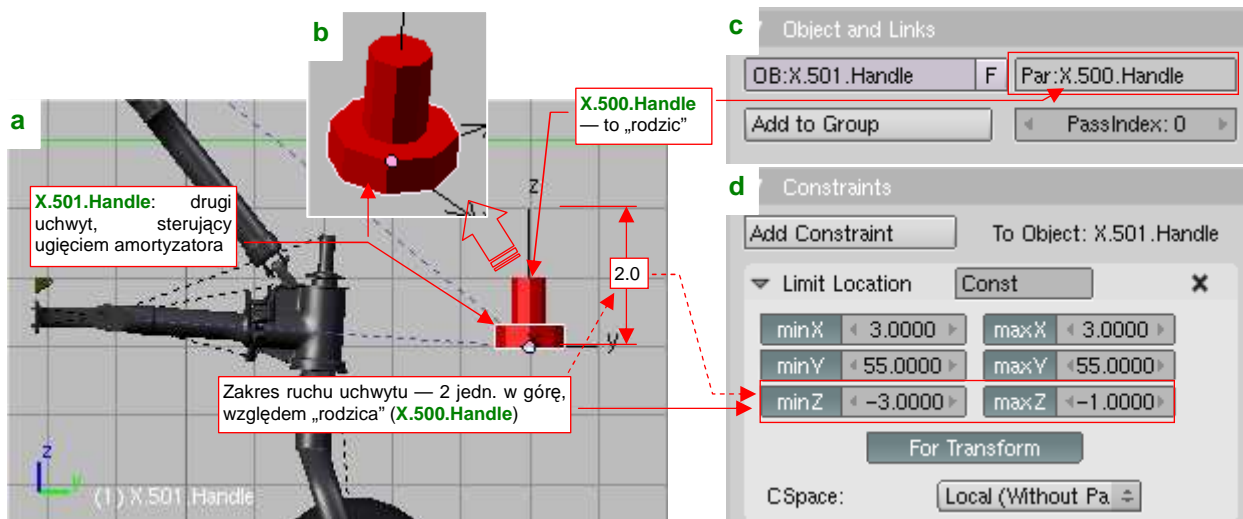 a
b
X.501.Handle: drugi
uchwyt, sterujący
ugięciem amortyzatora
X.500.Handle
— to „rodzic”
z
2.0
y
Zakres ruchu uchwytu — 2 jedn. w górę,
względem „rodzica” (X.500.Handle)
z
y
(1) X.501.Handle
c
Object and Links
OB:X.501.Handle F Par:X.500.Handle
Add to Group PassIndex: 0
d
Constraints
Add Constraint To Object: X.501.Handle
Limit Location Const
minX 3.0000 maxX 3.0000
minY 55.0000 maxY 55.0000
minZ -3.0000 maxZ -1.0000
For Transform
CSpace: Local (Without Pa